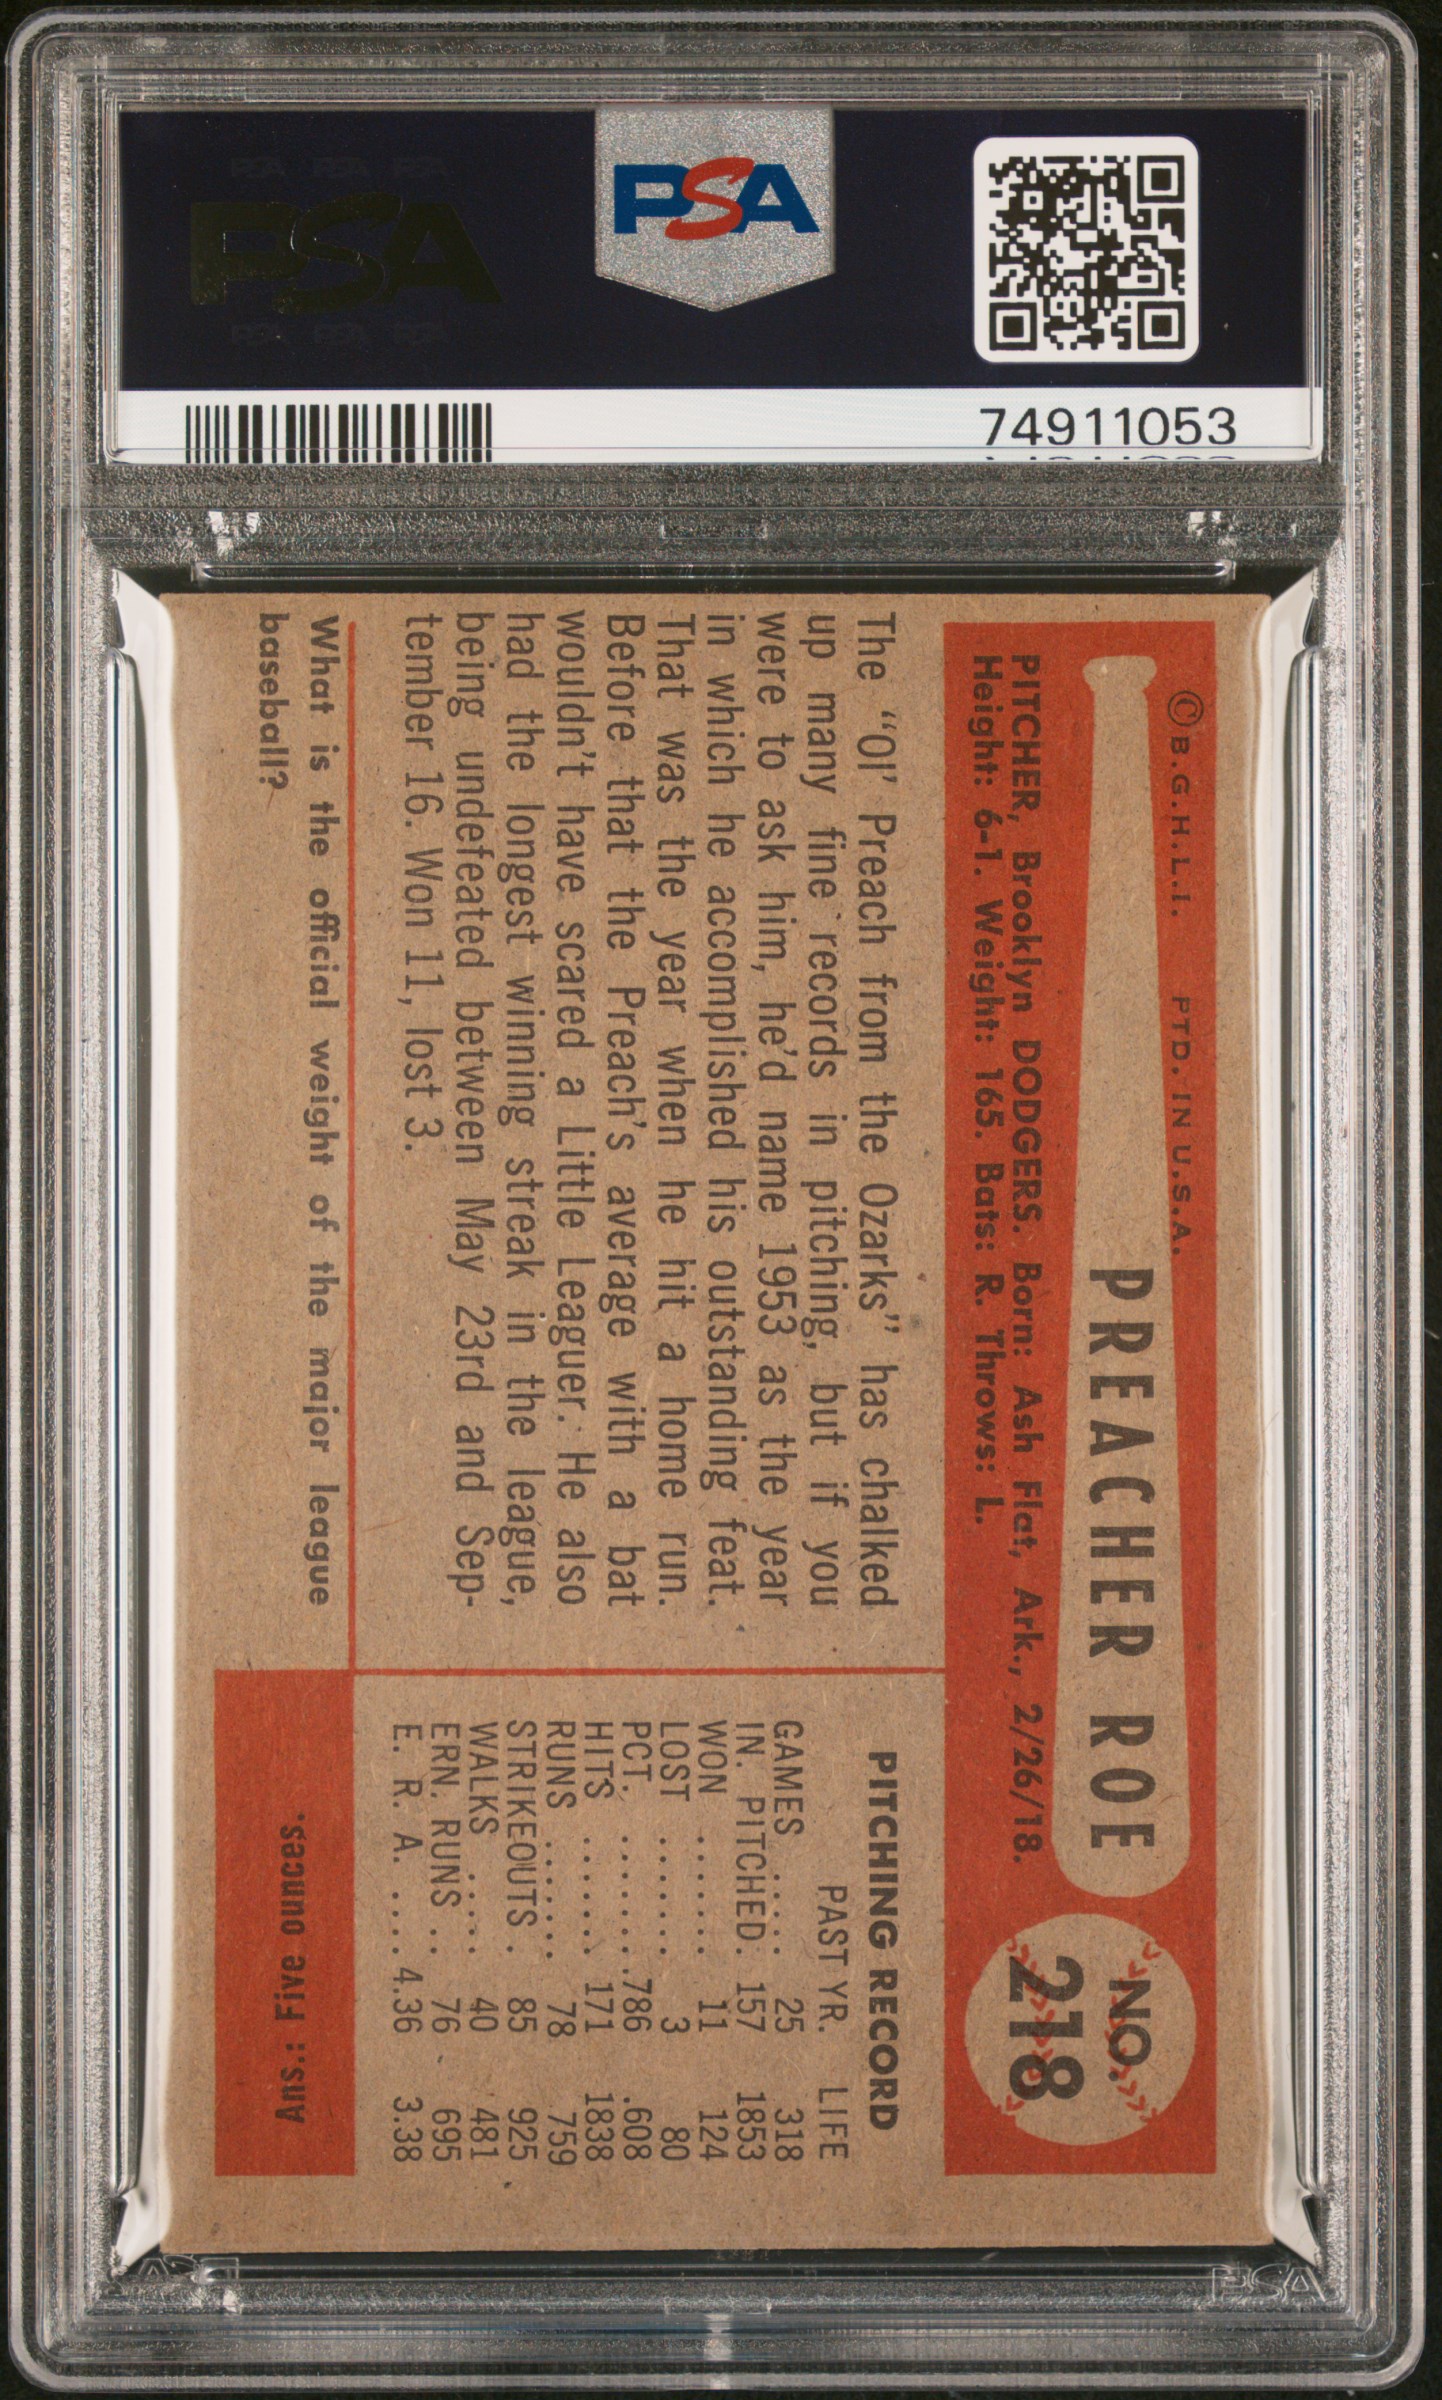 PSA
PSA
74911053
© B.G.H.L.I. PTD. IN U.S.A.
PREACHER ROE
NO.
218
PITCHER, Brooklyn DODGERS. Born: Ash Flat, Ark., 2/26/18.
Height: 6-1. Weight: 165. Bats: R. Throws: L.
The “Ol’ Preach from the Ozarks” has chalked
up many fine records in pitching, but if you
were to ask him, he’d name 1953 as the year
in which he accomplished his outstanding feat.
That was the year when he hit a home run.
Before that the Preach’s average with a bat
wouldn’t have scared a Little Leaguer. He also
had the longest winning streak in the league,
being undefeated between May 23rd and Sep-
tember 16. Won 11, lost 3.
PITCHING RECORD
PAST YR. LIFE
GAMES ..... 25 318
IN. PITCHED. 157 1853
WON ...... 11 124
LOST ...... 3 80
PCT. ...... .786 .608
HITS ...... 171 1838
RUNS ...... 78 759
STRIKEOUTS . 85 925
WALKS ..... 40 481
ERN. RUNS .. 76 695
E. R. A. .... 4.36 3.38
What is the official weight of the major league
baseball?
Ans.: Five ounces.
PSA
PSA